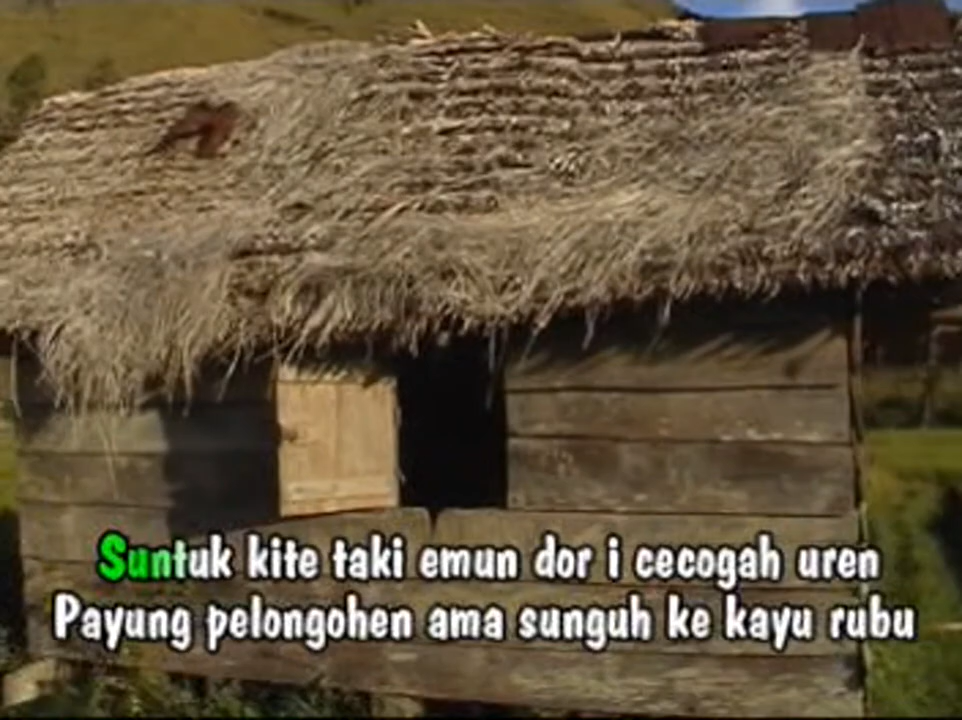 Suntuk kite taki emun dor i cecogah uren
Payung pelongohen ama sunguh ke kayu rubu